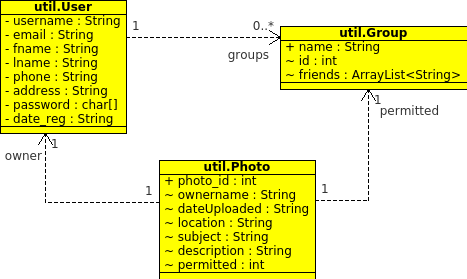 util.User
- username : String
- email : String
- fname : String
- lname : String
- phone : String
- address : String
- password : char[]
- date_reg : String
1
0..*
groups
util.Group
+ name : String
~ id : int
~ friends : ArrayList<String>
1
permitted
owner
1
1
1
util.Photo
+ photo_id : int
~ ownername : String
~ dateUploaded : String
~ location : String
~ subject : String
~ description : String
~ permitted : int